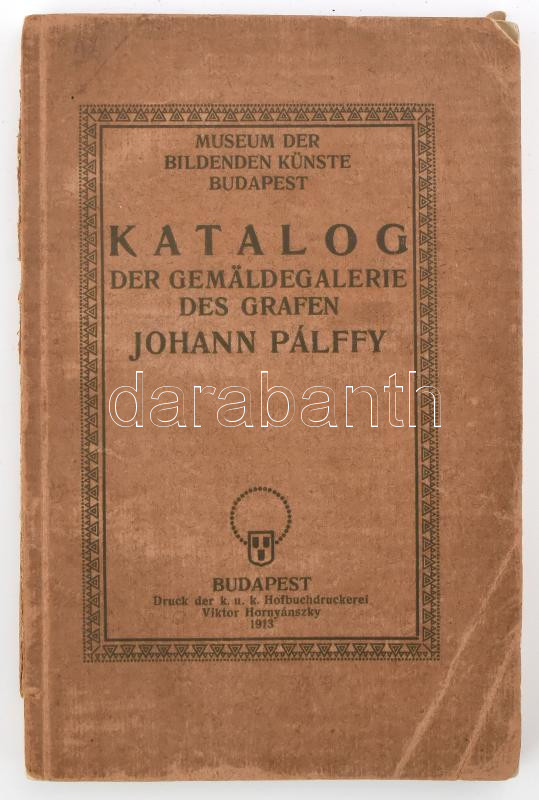 MUSEUM DER
BILDENDEN KÜNSTE
BUDAPEST
KATALOG
DER GEMÄLDEGALERIE
DES GRAFEN
JOHANN PÁLFFY
darabanth
BUDAPEST
Druck der k. u. k. Hofbuchdruckerei
Viktor Hornyánszky
1913